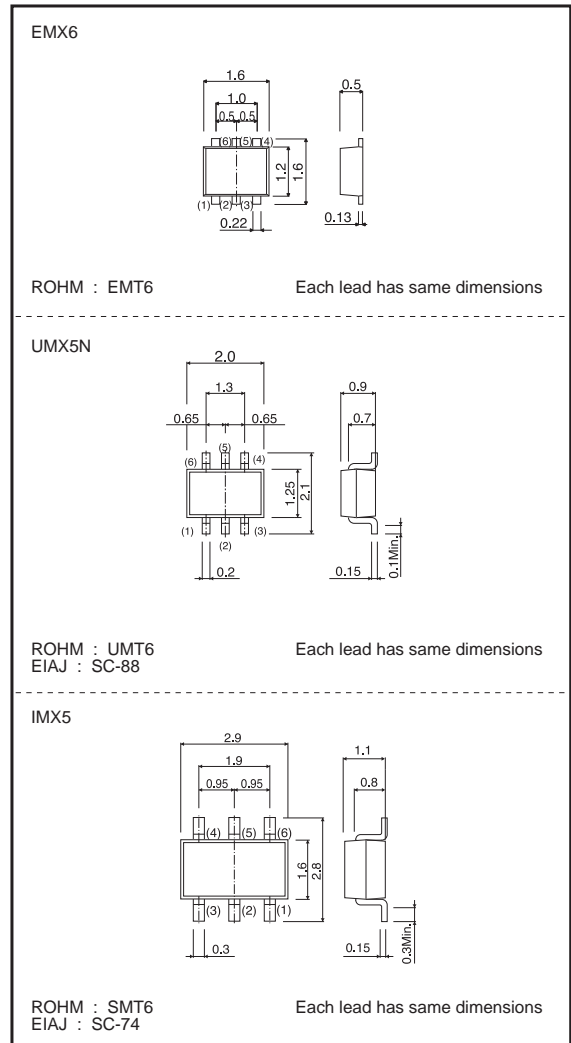 EMX6
1.6
1.0
0.5 0.5
0.5
(6) (5) (4)
1.2
1.6
(1) (2) (3)
0.22
0.13
ROHM : EMT6 Each lead has same dimensions
UMX5N
2.0
1.3
0.65 0.65
0.9
0.7
(5)
(6) (4)
1.25
2.1
(1) (3)
(2)
0.2
0.15
0.1Min.
ROHM : UMT6 Each lead has same dimensions
EIAJ : SC-88
IMX5
2.9
1.9
0.95 0.95
1.1
0.8
(4) (5) (6)
1.6
2.8
(3) (2) (1)
0.3
0.15
0.3Min.
ROHM : SMT6 Each lead has same dimensions
EIAJ : SC-74